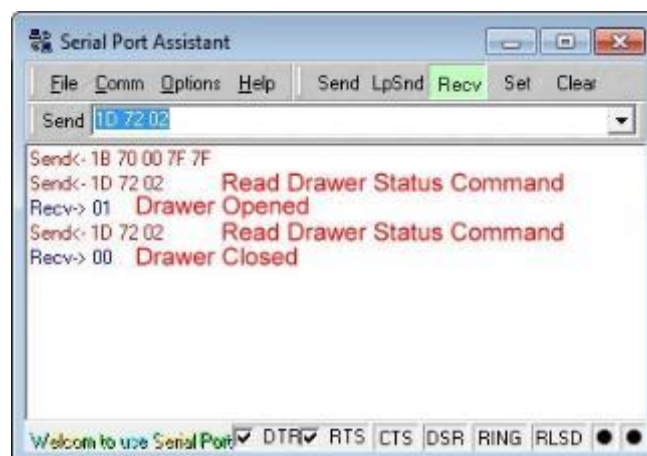 Serial Port Assistant
File Comm Options Help Send LpSnd Recv Set Clear
Send 1D 72 02
Send<- 1B 70 00 7F 7F
Send<- 1D 72 02 Read Drawer Status Command
Recv-> 01 Drawer Opened
Send<- 1D 72 02 Read Drawer Status Command
Recv-> 00 Drawer Closed
Welcom to use Serial Port DTR RTS CTS DSR RING RLSD